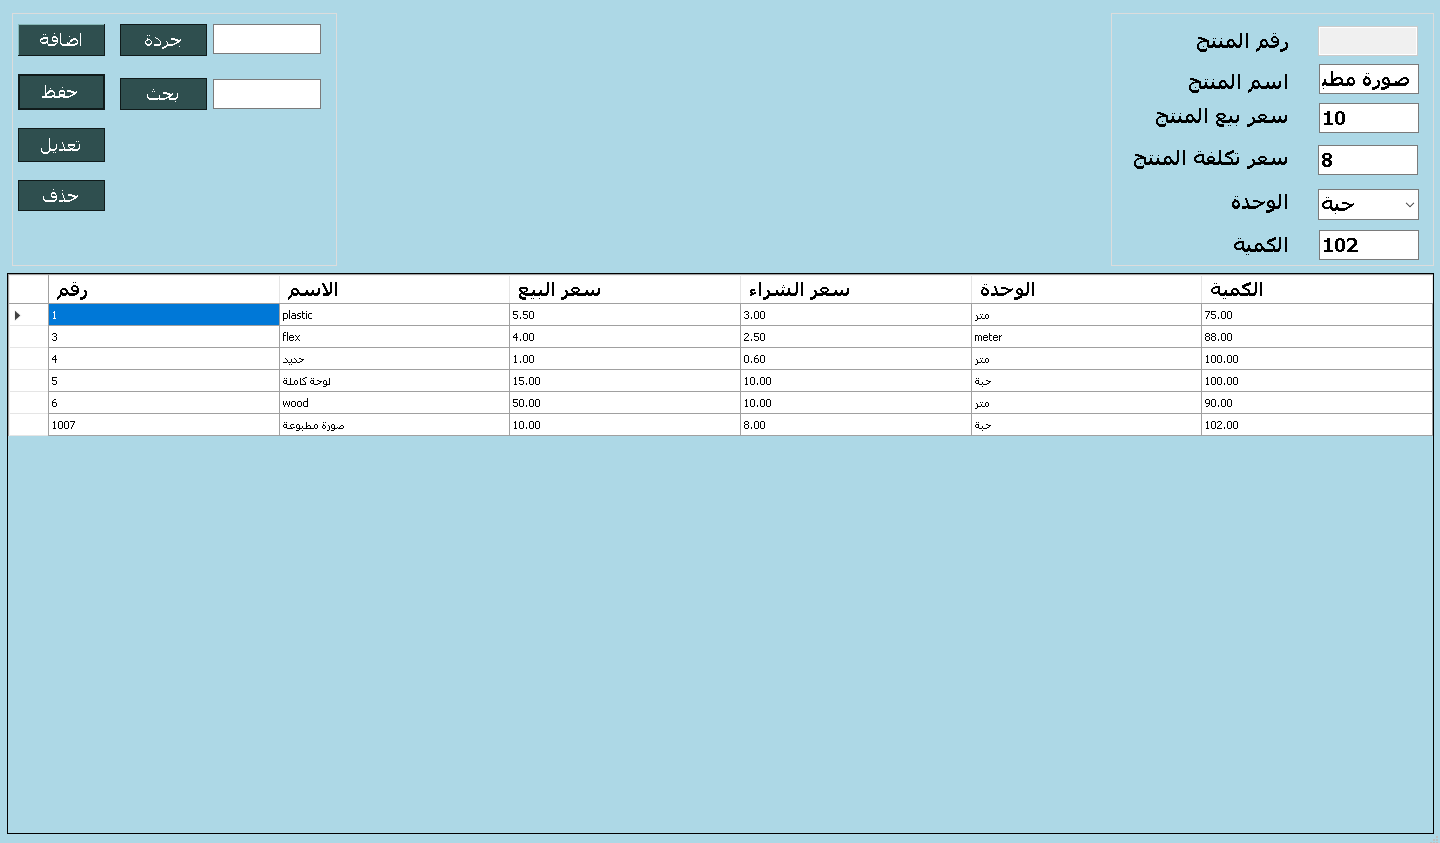 اضافة
جردة
حفظ
بحث
تعديل
حذف
رقم المنتج
اسم المنتج صورة مطب
سعر بيع المنتج 10
سعر تكلفة المنتج 8
الوحدة حبة
الكمية 102
رقم الاسم سعر البيع سعر الشراء الوحدة الكمية
1 plastic 5.50 3.00 متر 75.00
3 flex 4.00 2.50 meter 88.00
4 حديد 1.00 0.60 متر 100.00
5 لوحة كاملة 15.00 10.00 حبة 100.00
6 wood 50.00 10.00 متر 90.00
1007 صورة مطبوعة 10.00 8.00 حبة 102.00